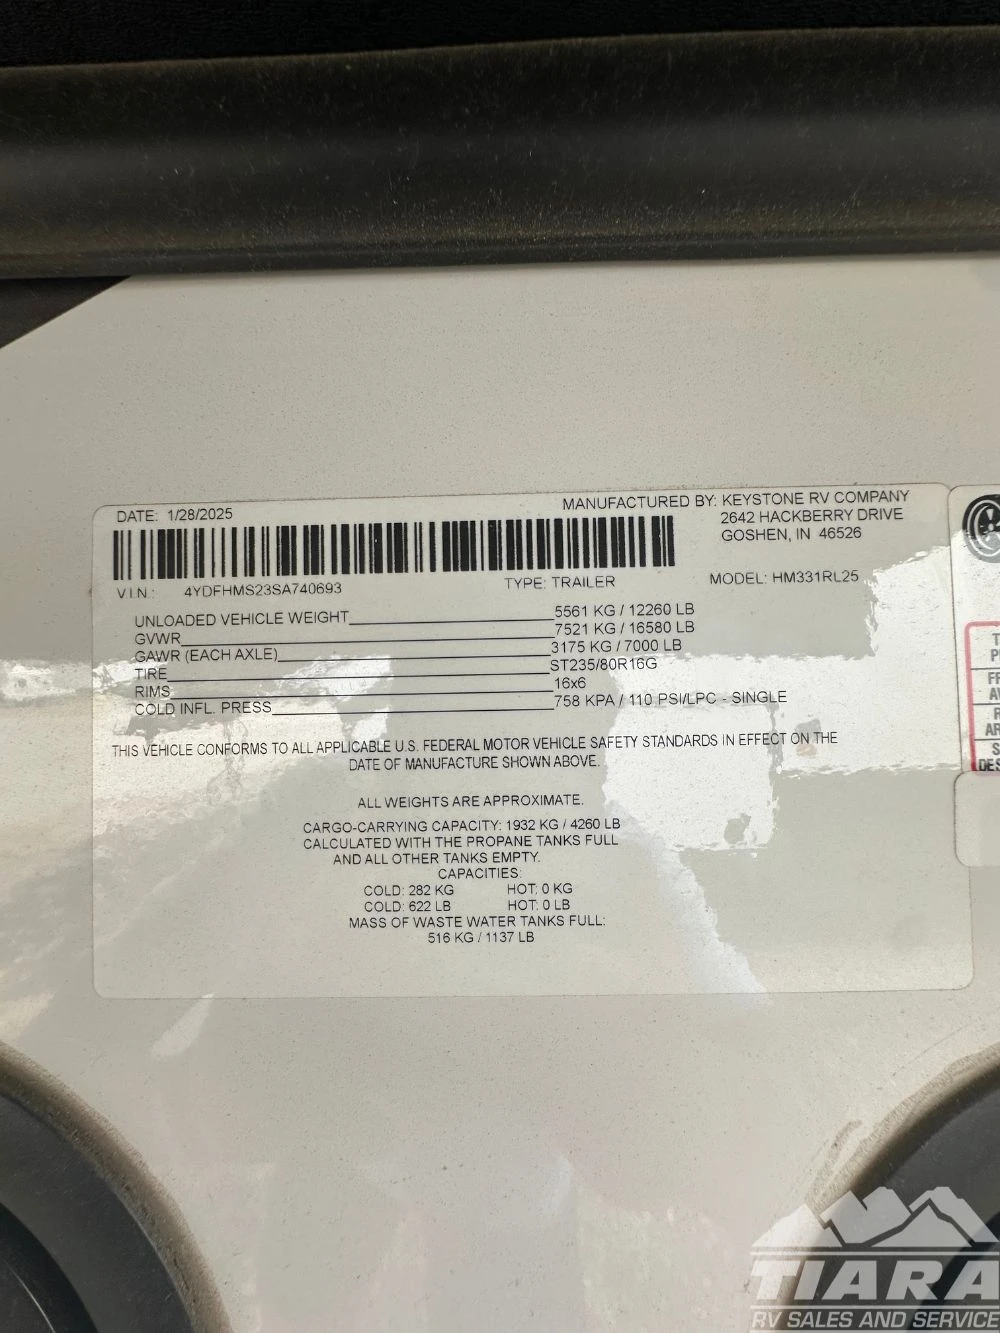 DATE: 1/28/2025
MANUFACTURED BY: KEYSTONE RV COMPANY
2642 HACKBERRY DRIVE
GOSHEN, IN 46526
V.I.N.: 4YDFHMS23SA740693 TYPE: TRAILER MODEL: HM331RL25
UNLOADED VEHICLE WEIGHT 5561 KG / 12260 LB
GVWR 7521 KG / 16580 LB
GAWR (EACH AXLE) 3175 KG / 7000 LB
TIRE ST235/80R16G
RIMS 16x6
COLD INFL. PRESS 758 KPA / 110 PSI/LPC - SINGLE
THIS VEHICLE CONFORMS TO ALL APPLICABLE U.S. FEDERAL MOTOR VEHICLE SAFETY STANDARDS IN EFFECT ON THE
DATE OF MANUFACTURE SHOWN ABOVE.
ALL WEIGHTS ARE APPROXIMATE.
CARGO-CARRYING CAPACITY: 1932 KG / 4260 LB
CALCULATED WITH THE PROPANE TANKS FULL
AND ALL OTHER TANKS EMPTY.
CAPACITIES:
COLD: 282 KG HOT: 0 KG
COLD: 622 LB HOT: 0 LB
MASS OF WASTE WATER TANKS FULL:
516 KG / 1137 LB
TIARA
RV SALES AND SERVICE